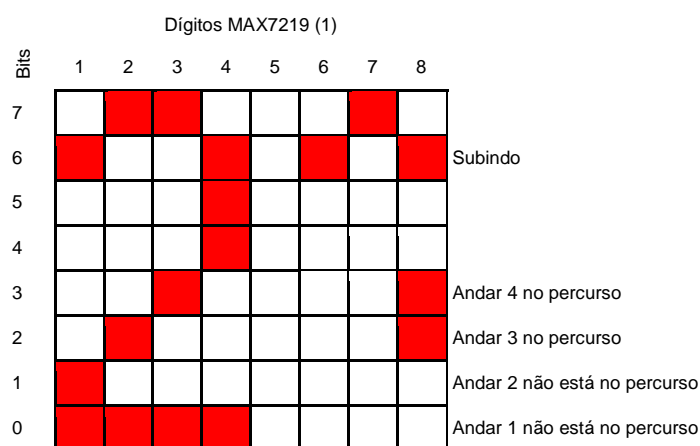 Dígitos MAX7219 (1)
Bits
1 2 3 4 5 6 7 8
7
6 Subindo
5
4
3 Andar 4 no percurso
2 Andar 3 no percurso
1 Andar 2 não está no percurso
0 Andar 1 não está no percurso